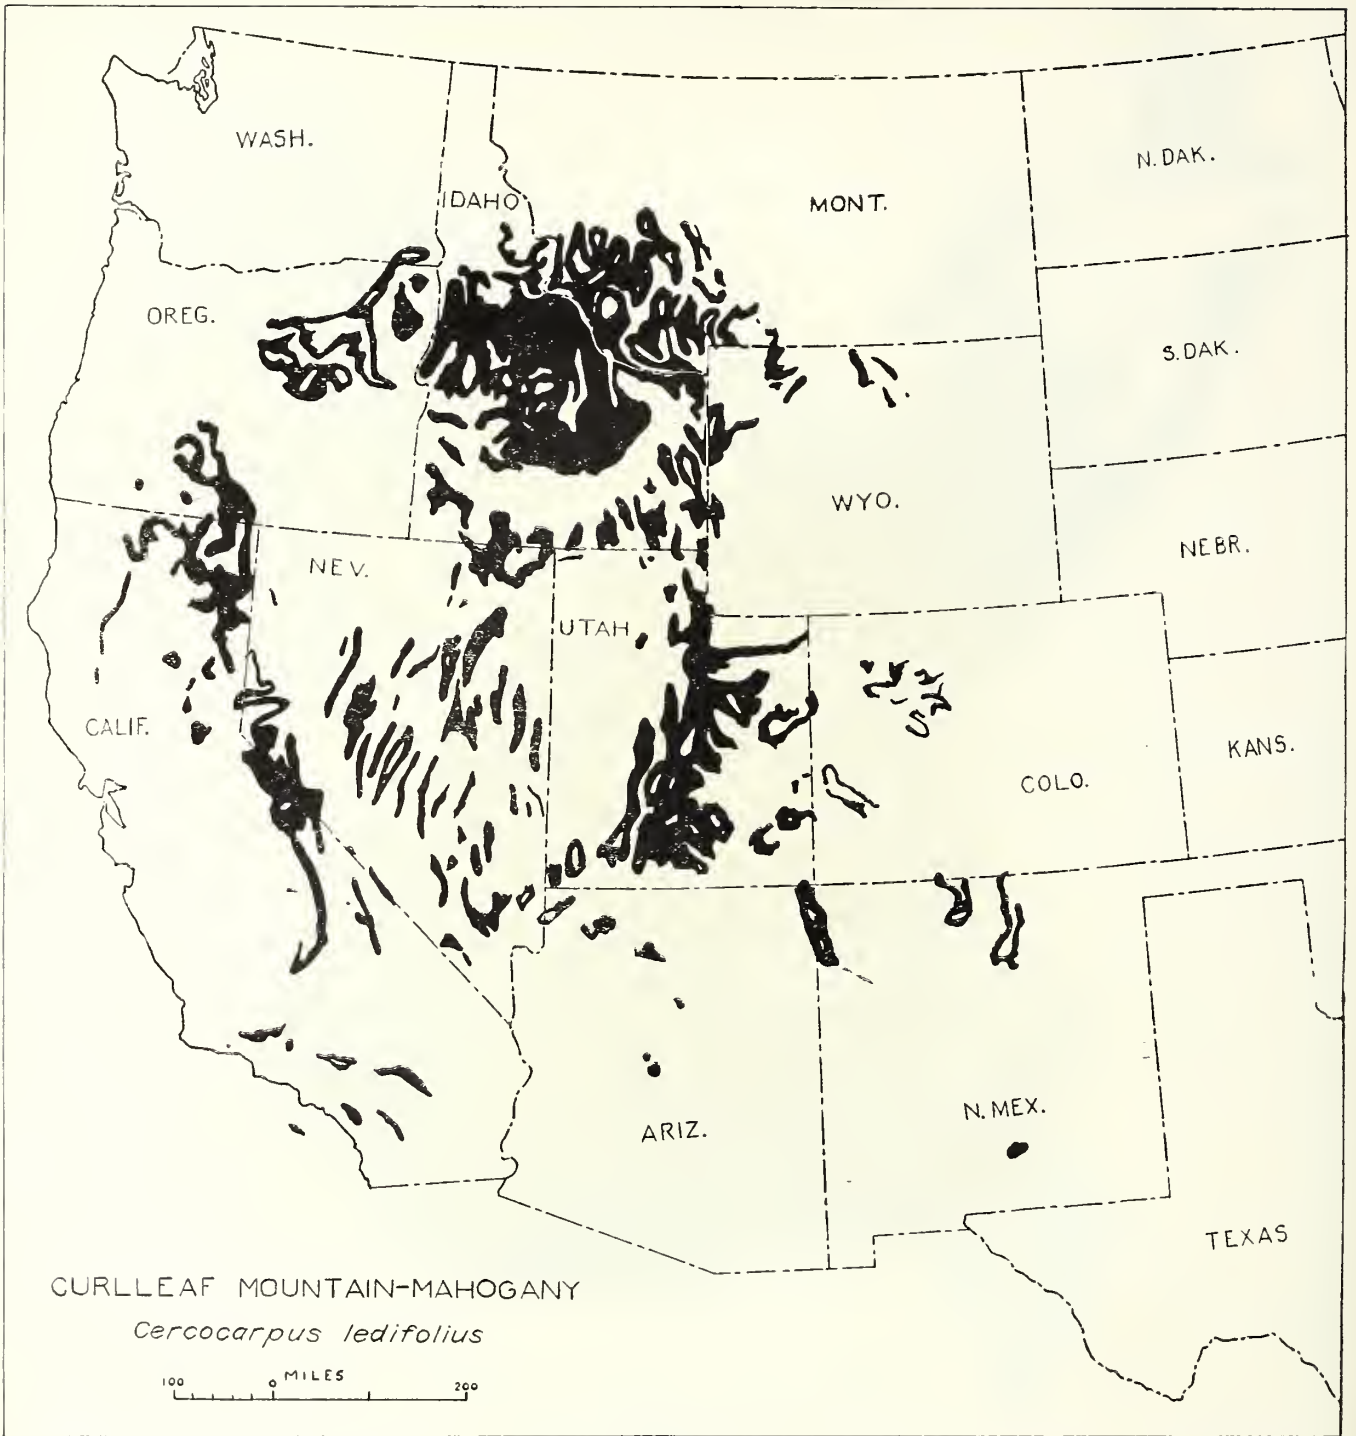 WASH.
N. DAK.
IDAHO
MONT.
OREG.
S. DAK.
WYO.
NEBR.
NEV.
UTAH
CALIF.
KANS.
COLO.
N. MEX.
ARIZ.
TEXAS
CURLLEAF MOUNTAIN-MAHOGANY
Cercocarpus ledifolius
100 0 MILES 200